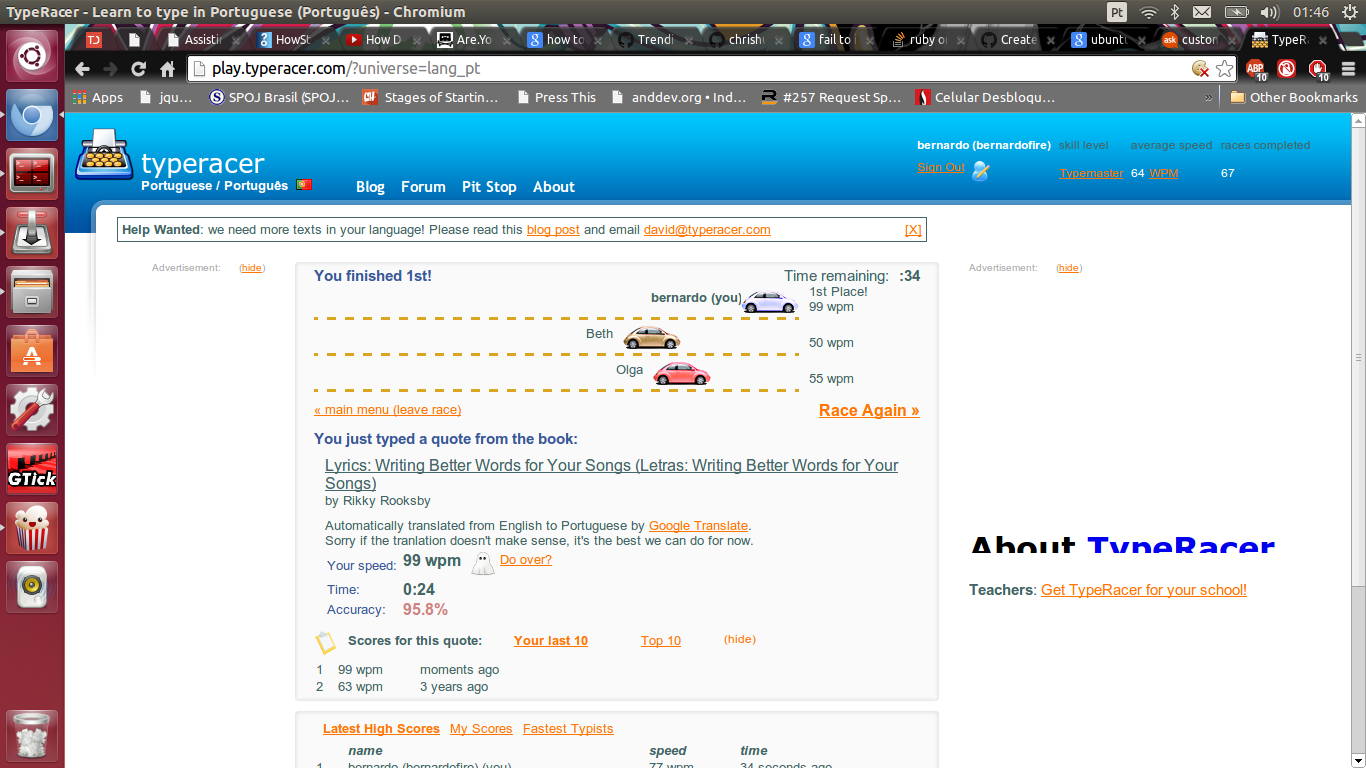 TypeRacer - Learn to type in Portuguese (Português) - Chromium
Pt
01:46
Assistir
HowSt
How D
Are.Yo
how to
Trendi
chrish
fail to
ruby o
Create
ubunt
ask custon
TypeR
play.typeracer.com/?universe=lang_pt
ABP 10
10
Apps jqu... SPOJ Brasil (SPOJ... Stages of Startin... Press This anddev.org • Ind... #257 Request Sp... Celular Desbloqu... » Other Bookmarks
typeracer
Portuguese / Português
Blog Forum Pit Stop About
bernardo (bernardofire) skill level average speed races completed
Sign Out Typemaster 64 WPM 67
Help Wanted: we need more texts in your language! Please read this blog post and email david@typeracer.com [X]
Advertisement: (hide)
Advertisement: (hide)
You finished 1st! Time remaining: :34
bernardo (you) 1st Place!
99 wpm
Beth 50 wpm
Olga 55 wpm
« main menu (leave race) Race Again »
You just typed a quote from the book:
Lyrics: Writing Better Words for Your Songs (Letras: Writing Better Words for Your
Songs)
by Rikky Rooksby
Automatically translated from English to Portuguese by Google Translate.
Sorry if the tranlation doesn't make sense, it's the best we can do for now.
Your speed: 99 wpm Do over?
Time: 0:24
Accuracy: 95.8%
Scores for this quote: Your last 10 Top 10 (hide)
1 99 wpm moments ago
2 63 wpm 3 years ago
Latest High Scores My Scores Fastest Typists
name speed time
1 bernardo (bernardofire) (you) 77 wpm 34 seconds ago
About TypeRacer
Teachers: Get TypeRacer for your school!
GTick